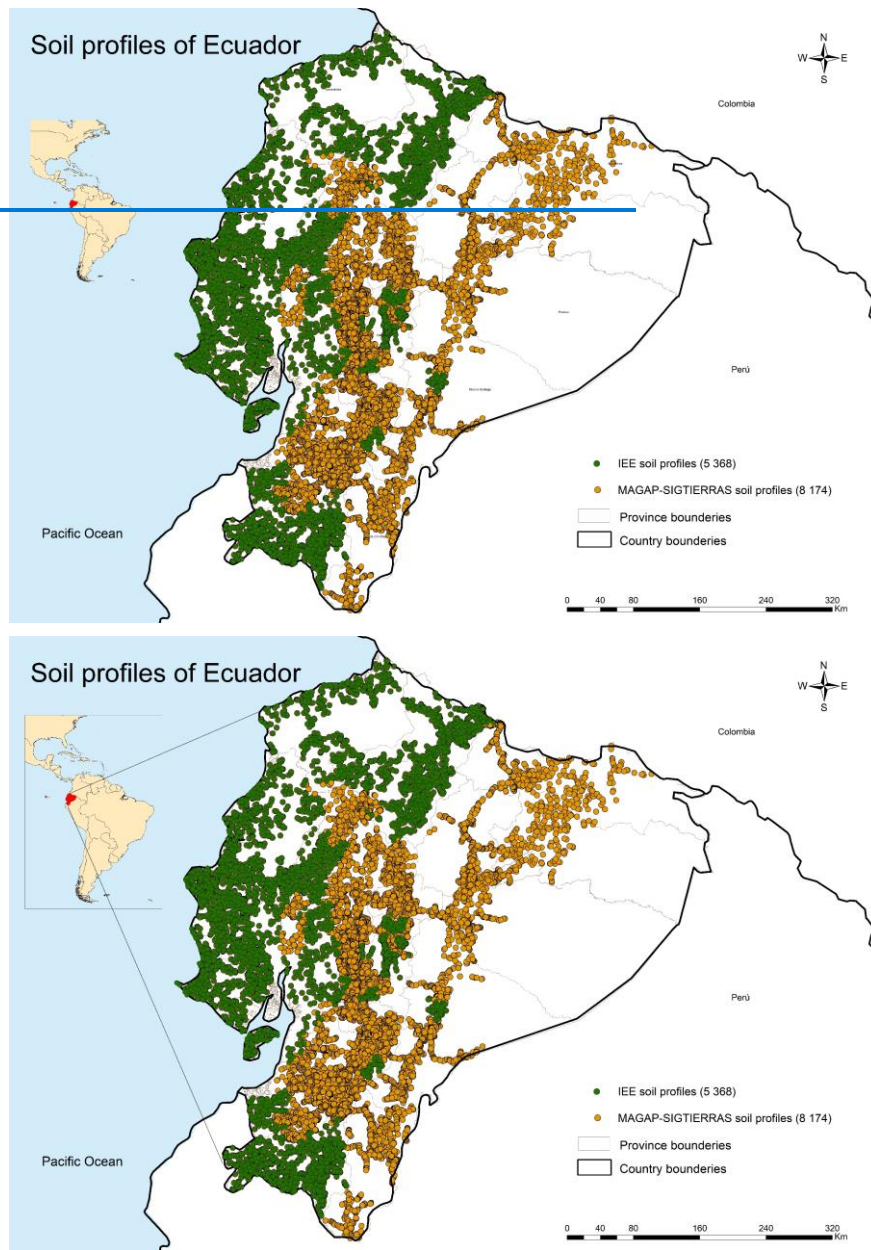 Soil profiles of Ecuador
N
W E
S
Colombia
Perú
IEE soil profiles (5 368)
MAGAP-SIGTIERRAS soil profiles (8 174)
Province bounderies
Country bounderies
Pacific Ocean
0 40 80 160 240 320
Km
Soil profiles of Ecuador
N
W E
S
Colombia
Perú
IEE soil profiles (5 368)
MAGAP-SIGTIERRAS soil profiles (8 174)
Province bounderies
Country bounderies
Pacific Ocean
0 40 80 160 240 320
Km